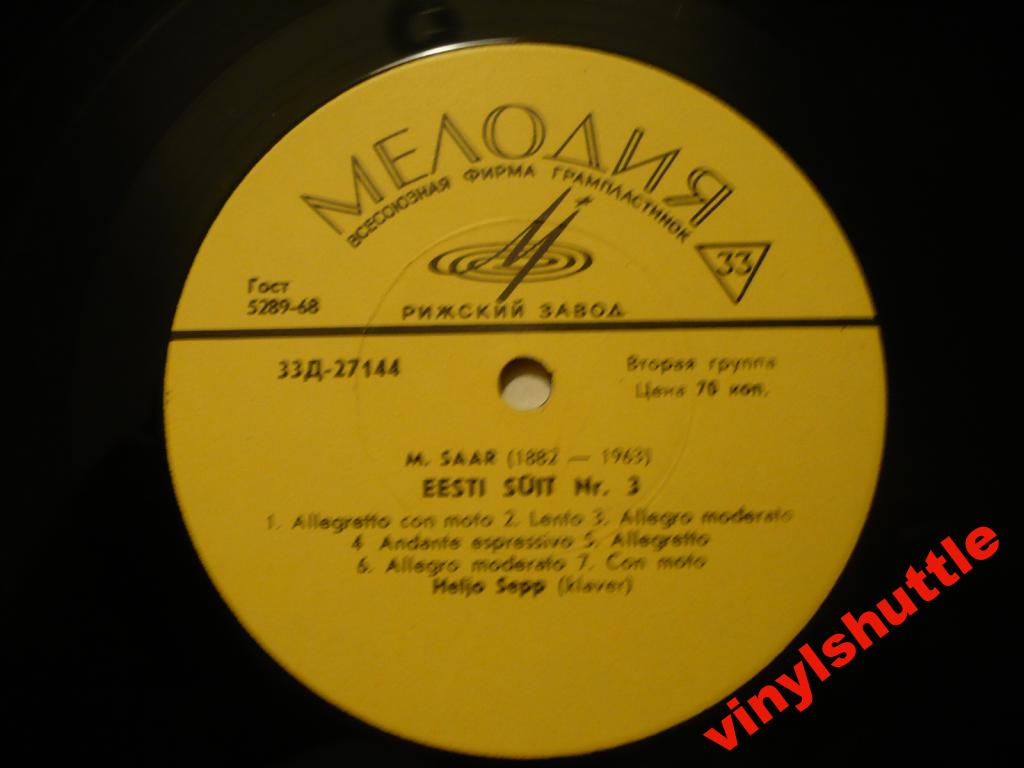 МЕЛОДИЯ
ВСЕСОЮЗНАЯ ФИРМА ГРАМПЛАСТИНОК
33
Гост
5289-68
РИЖСКИЙ ЗАВОД
33Д-27144
Вторая группа
Цена 70 коп.
M. SAAR (1882 — 1963)
EESTI SÜIT Nr. 3
1. Allegretto con moto 2. Lento 3. Allegro moderato
4 Andante espressivo 5. Allegretto
6. Allegro moderato 7. Con moto
Heljo Sepp (klaver)
vinylshuttle